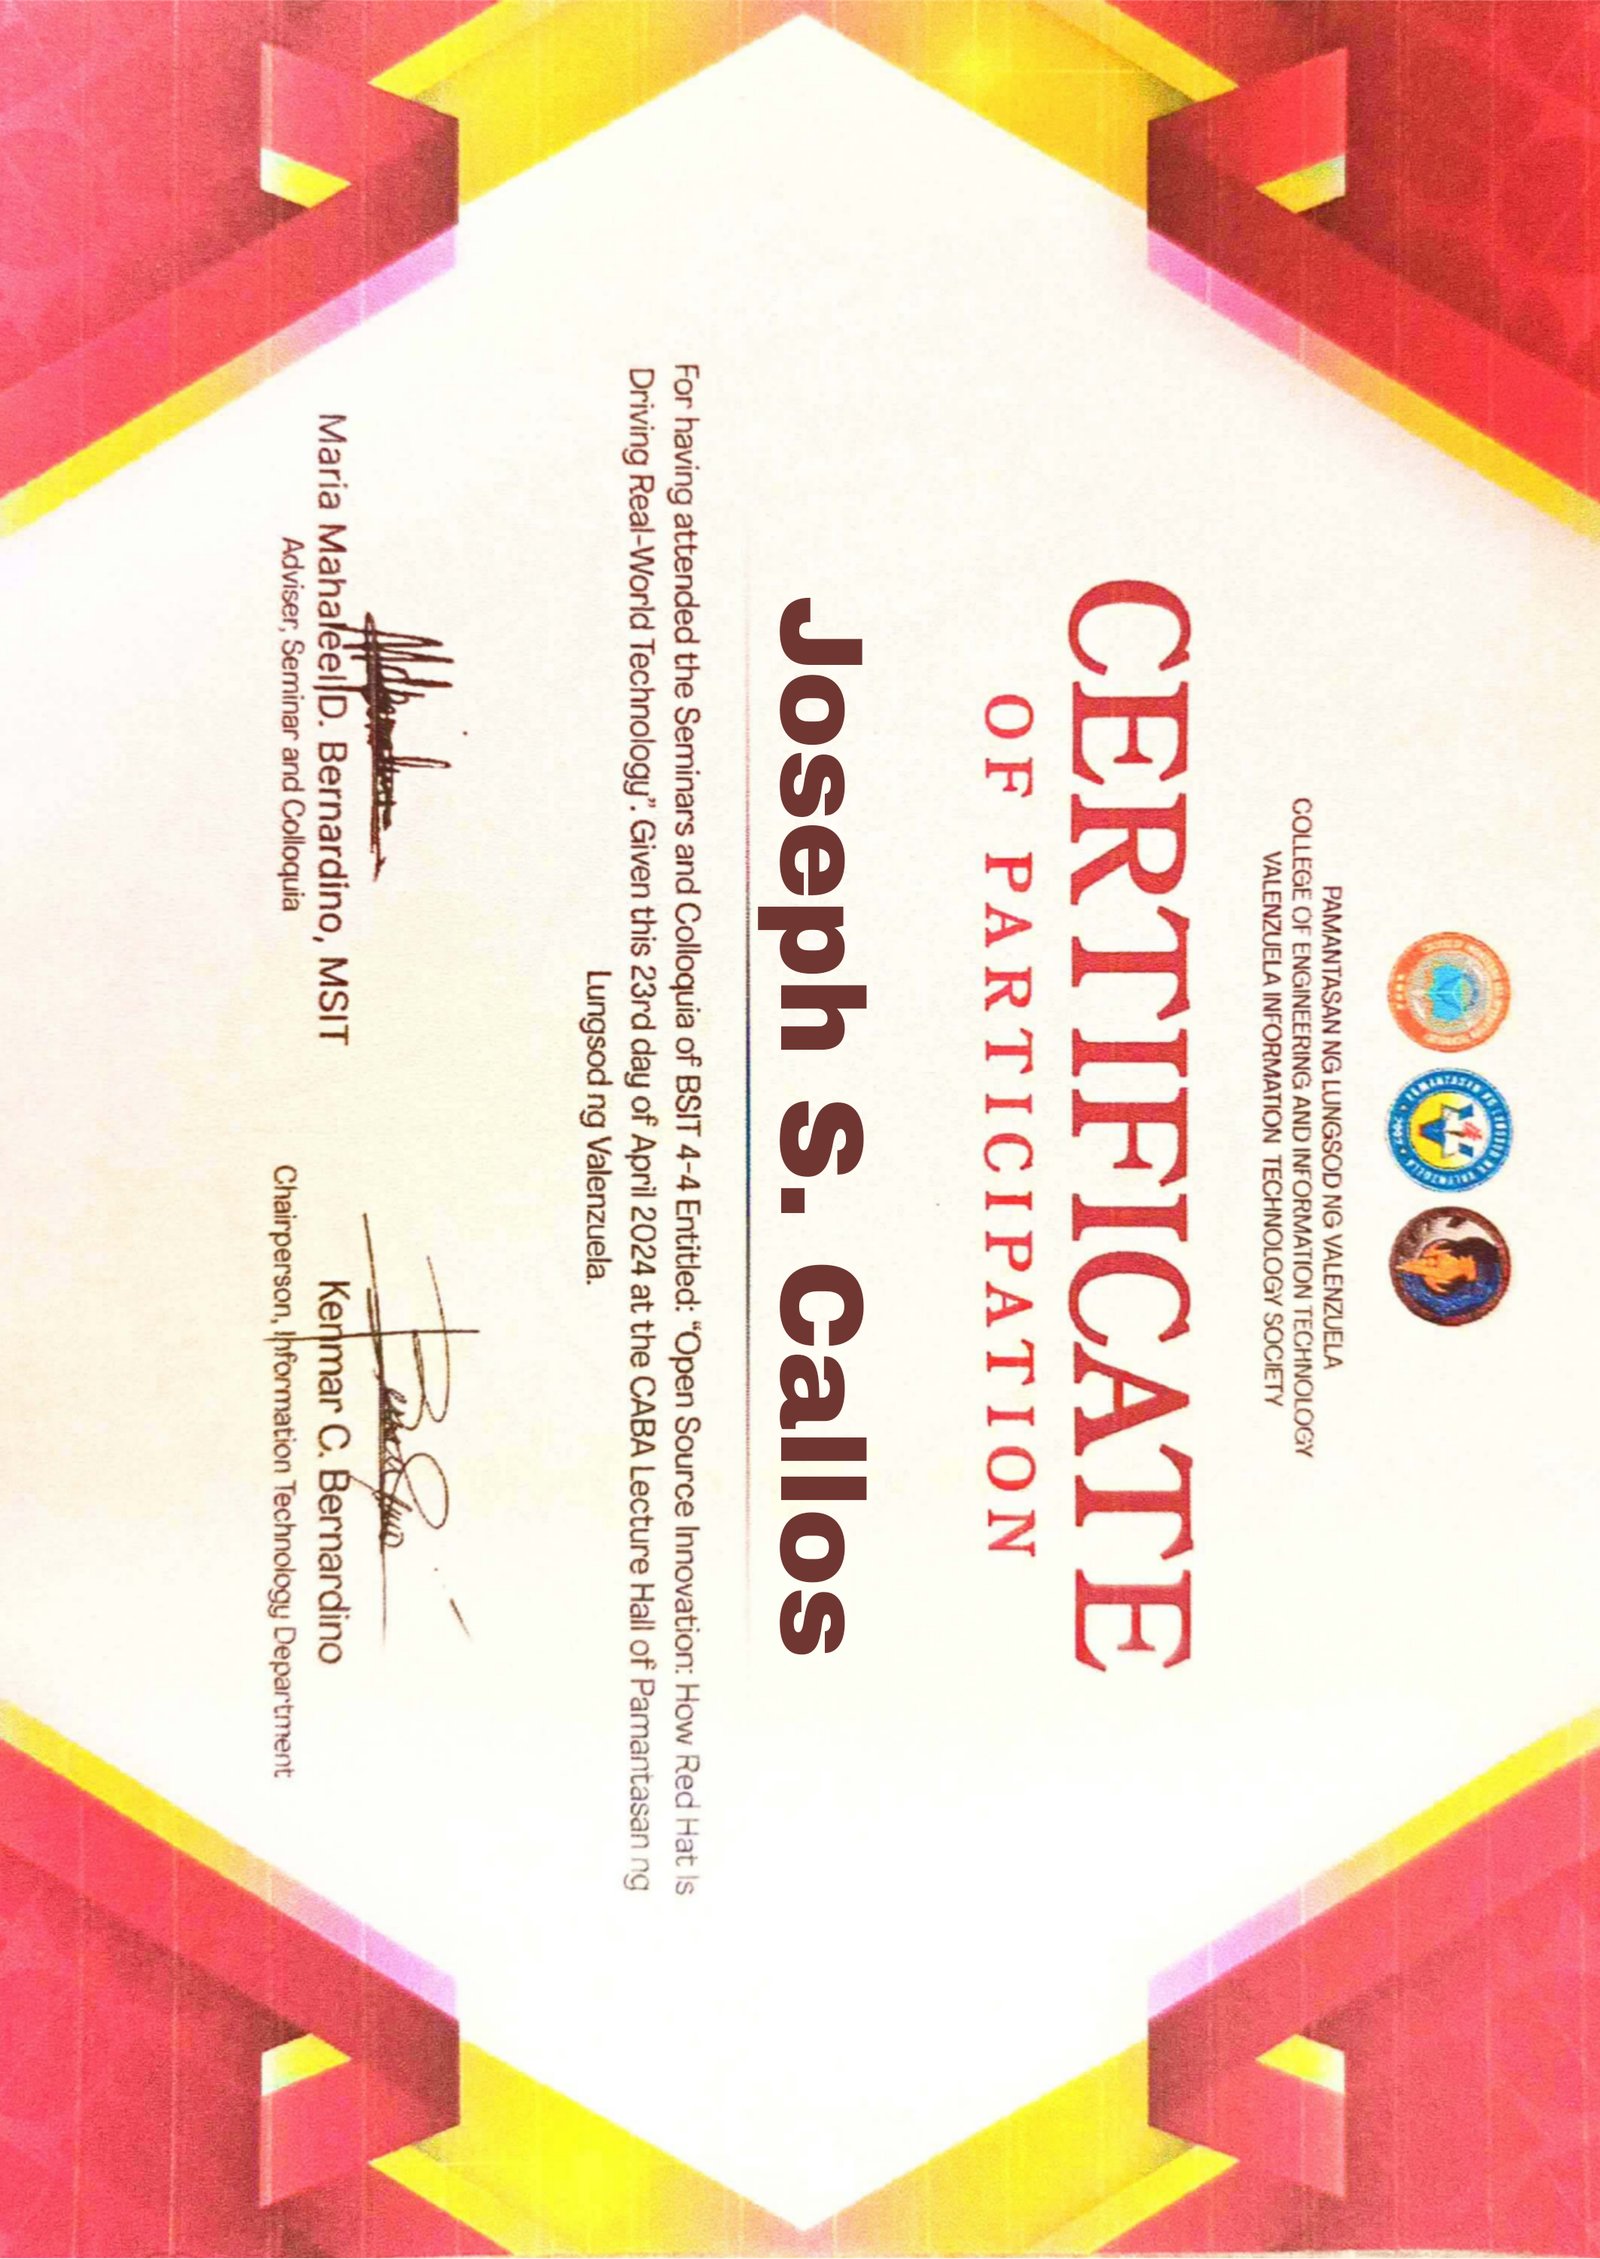 PAMANTASAN NG LUNGSOD NG VALENZUELA
COLLEGE OF ENGINEERING AND INFORMATION TECHNOLOGY
VALENZUELA INFORMATION TECHNOLOGY SOCIETY
CERTIFICATE
OF PARTICIPATION
Joseph S. Callos
For having attended the Seminars and Colloquia of BSIT 4-4 Entitled: “Open Source Innovation: How Red Hat Is
Driving Real-World Technology”. Given this 23rd day of April 2024 at the CABA Lecture Hall of Pamantasan ng
Lungsod ng Valenzuela.
Maria Mahaleel D. Bernardino, MSIT
Adviser, Seminar and Colloquia
Kenmar C. Bernardino
Chairperson, Information Technology Department